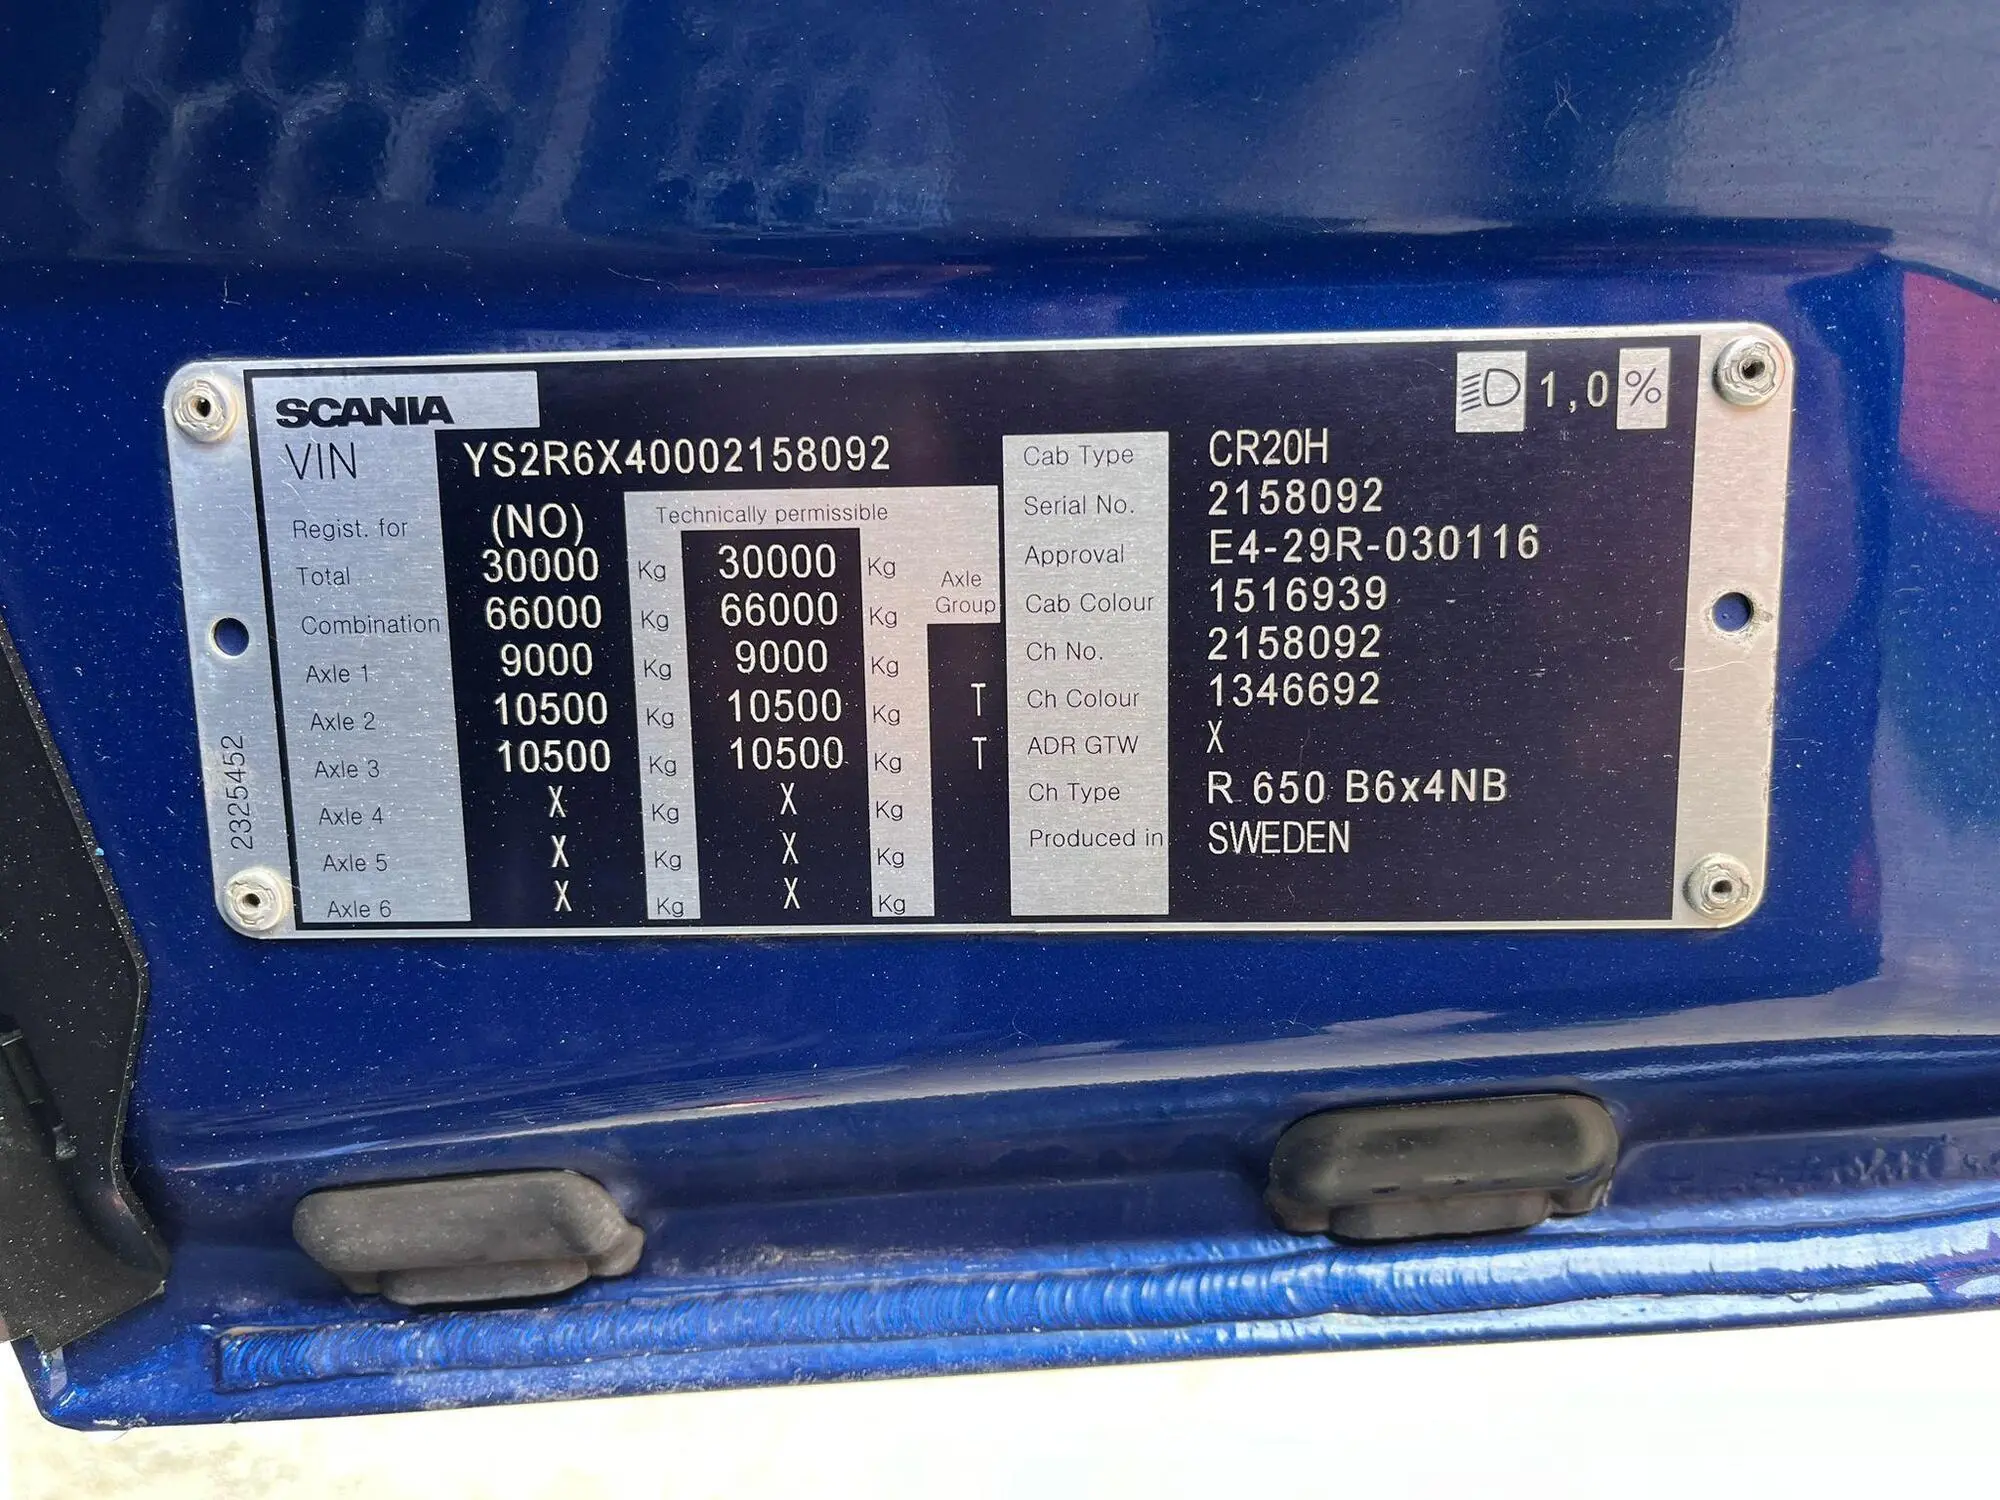 SCANIA
1,0 %
VIN YS2R6X40002158092
Regist. for (NO) Technically permissible
Total 30000 Kg 30000 Kg
Combination 66000 Kg 66000 Kg
Axle Group
Axle 1 9000 Kg 9000 Kg
Axle 2 10500 Kg 10500 Kg T
Axle 3 10500 Kg 10500 Kg T
Axle 4 X Kg X Kg
Axle 5 X Kg X Kg
Axle 6 X Kg X Kg
Cab Type CR20H
Serial No. 2158092
Approval E4-29R-030116
Cab Colour 1516939
Ch No. 2158092
Ch Colour 1346692
ADR GTW X
Ch Type R 650 B6x4NB
Produced in SWEDEN
2325452